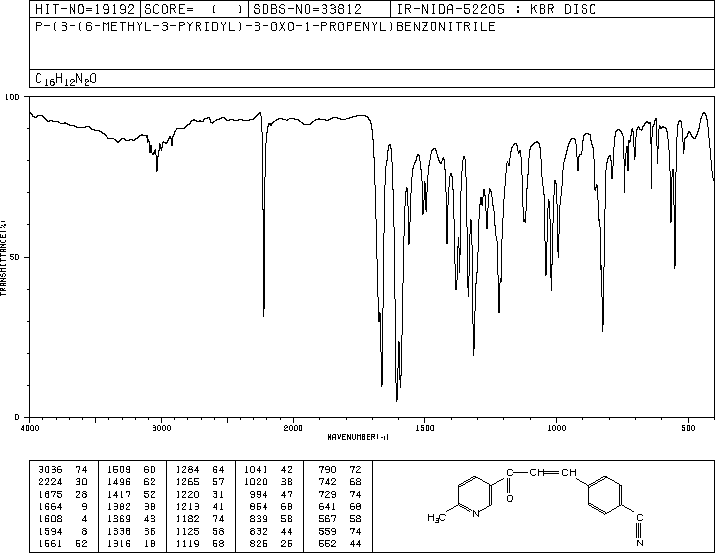 HIT-NO=19192 SCORE= ( ) SDBS-NO=33812 IR-NIDA-52205 : KBR DISC
P-(3-(6-METHYL-3-PYRIDYL)-3-OXO-1-PROPENYL)BENZONITRILE
C16H12N2O
100
50
0
TRANSMITTANCE(%)
4000 3000 2000 1500 1000 500
WAVENUMBER(-1)
3036 74 1509 60 1284 64 1041 42 790 72
2224 30 1496 62 1265 57 1020 38 742 68
1675 28 1417 52 1220 31 994 47 729 74
1664 9 1382 38 1213 41 854 68 641 68
1608 4 1369 43 1182 74 839 58 567 58
1594 8 1338 36 1125 58 832 44 559 74
1561 52 1316 18 1119 58 826 25 552 44
C CH CH
O
H3C N
C
N